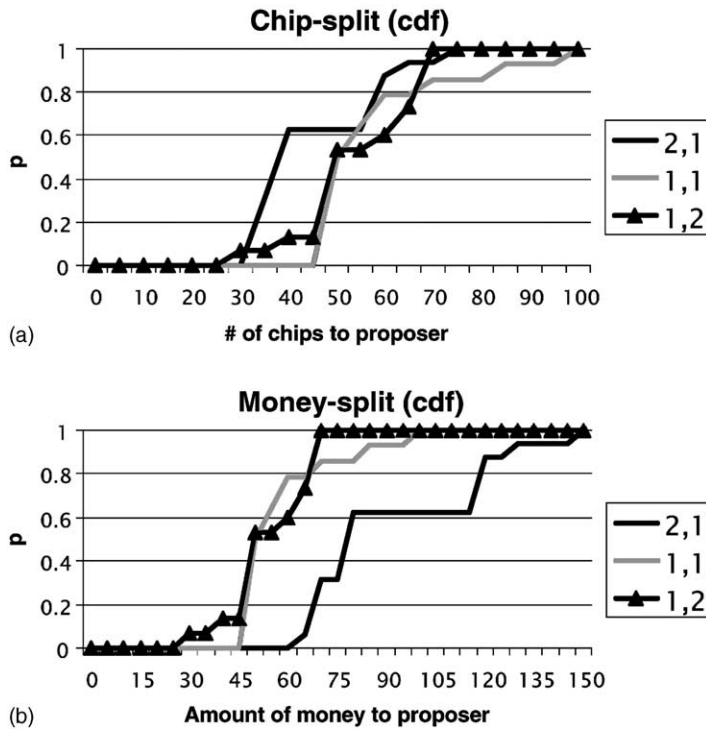 Chip-split (cdf)
1
0.8
0.6
0.4
0.2
0
p
0 10 20 30 40 50 60 70 80 90 100
# of chips to proposer
(a)
2,1
1,1
1,2
Money-split (cdf)
1
0.8
0.6
0.4
0.2
0
p
0 15 30 45 60 75 90 105 120 135 150
Amount of money to proposer
(b)
2,1
1,1
1,2